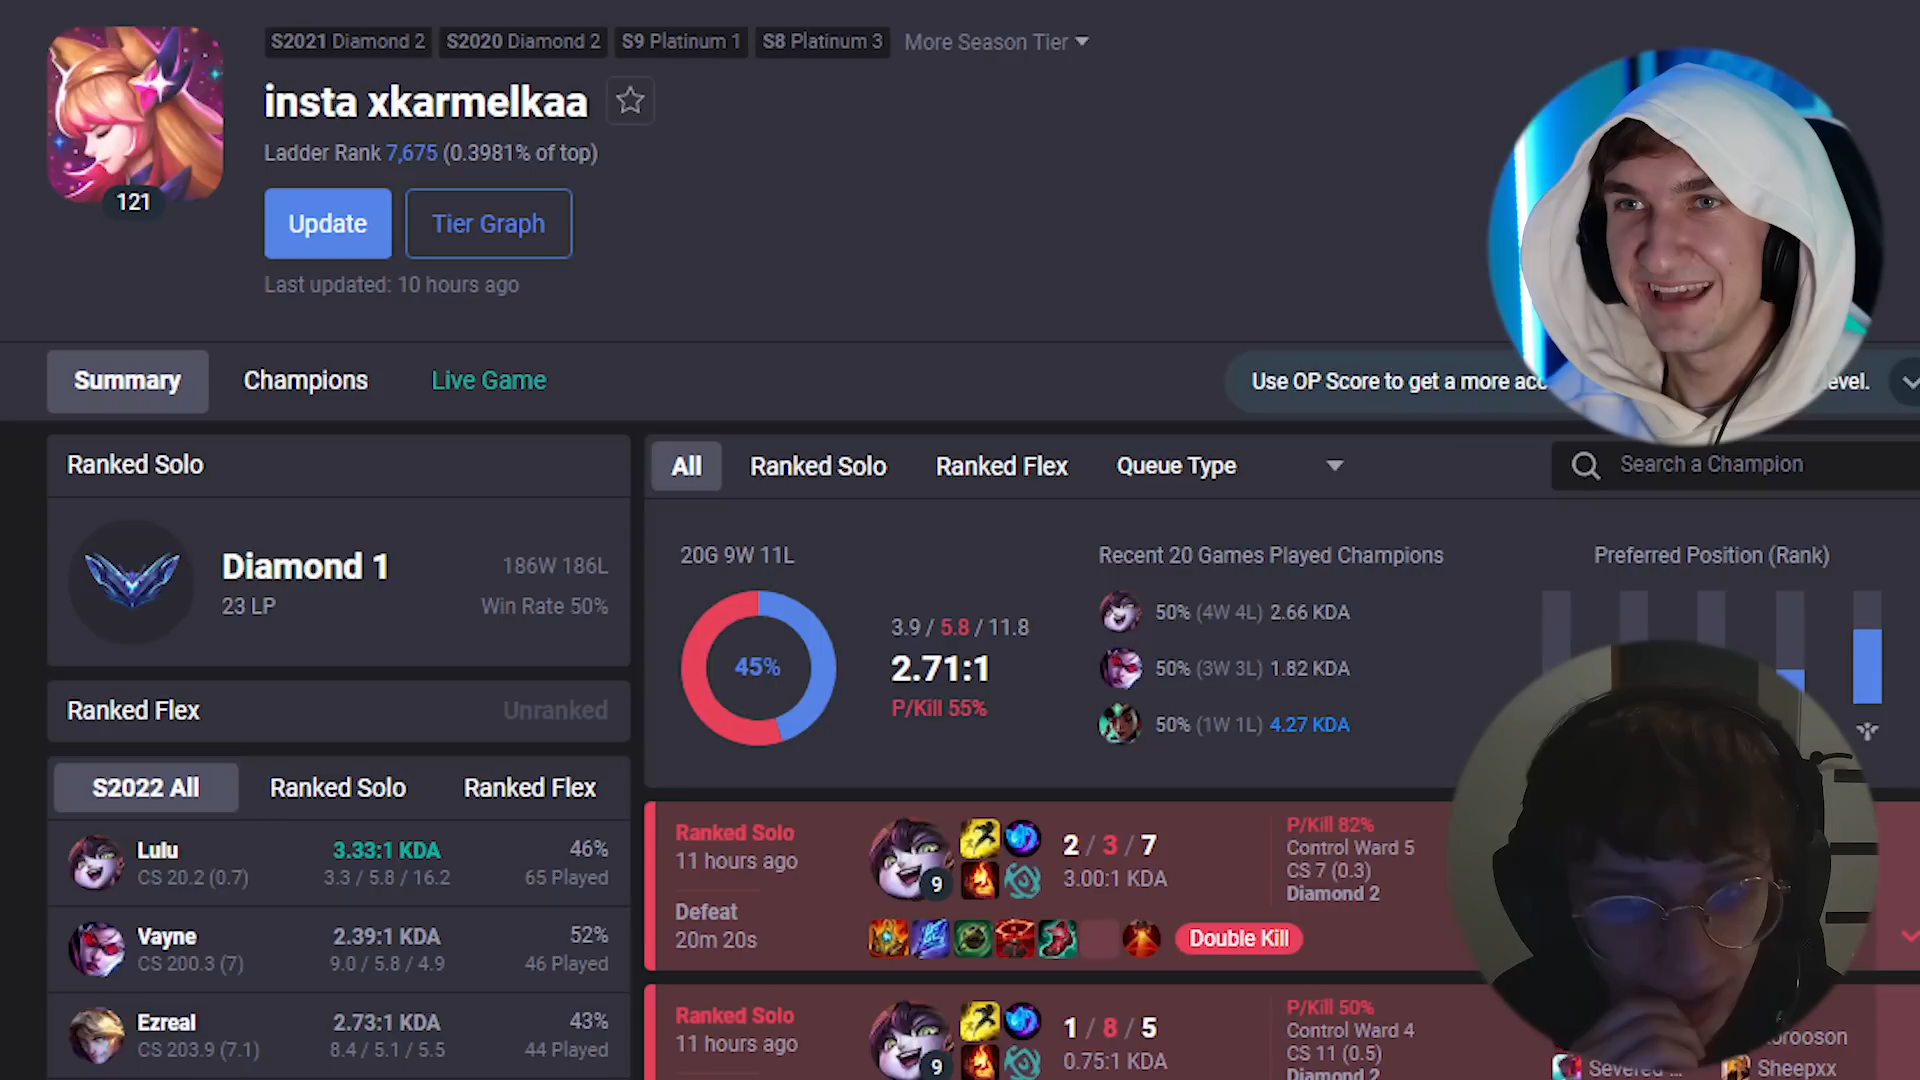 S2021 Diamond 2 S2020 Diamond 2 S9 Platinum 1 S8 Platinum 3 More Season Tier
insta xkarmelkaa
Ladder Rank 7,675 (0.3981% of top)
121
Update Tier Graph
Last updated: 10 hours ago
Summary Champions Live Game
Use OP Score to get a more level.
Ranked Solo
Diamond 1
23 LP
186W 186L
Win Rate 50%
Ranked Flex Unranked
S2022 All Ranked Solo Ranked Flex
Lulu 3.33:1 KDA 46%
CS 20.2 (0.7) 3.3 / 5.8 / 16.2 65 Played
Vayne 2.39:1 KDA 52%
CS 200.3 (7) 9.0 / 5.8 / 4.9 46 Played
Ezreal 2.73:1 KDA 43%
CS 203.9 (7.1) 8.4 / 5.1 / 5.5 44 Played
All Ranked Solo Ranked Flex Queue Type Search a Champion
20G 9W 11L
45%
3.9 / 5.8 / 11.8
2.71:1
P/Kill 55%
Recent 20 Games Played Champions
50% (4W 4L) 2.66 KDA
50% (3W 3L) 1.82 KDA
50% (1W 1L) 4.27 KDA
Preferred Position (Rank)
Ranked Solo
11 hours ago
Defeat
20m 20s
9
2 / 3 / 7
3.00:1 KDA
Double Kill
P/Kill 82%
Control Ward 5
CS 7 (0.3)
Diamond 2
Ranked Solo
11 hours ago
9
1 / 8 / 5
0.75:1 KDA
P/Kill 50%
Control Ward 4
CS 11 (0.5)
Diamond 2
Sheepxx